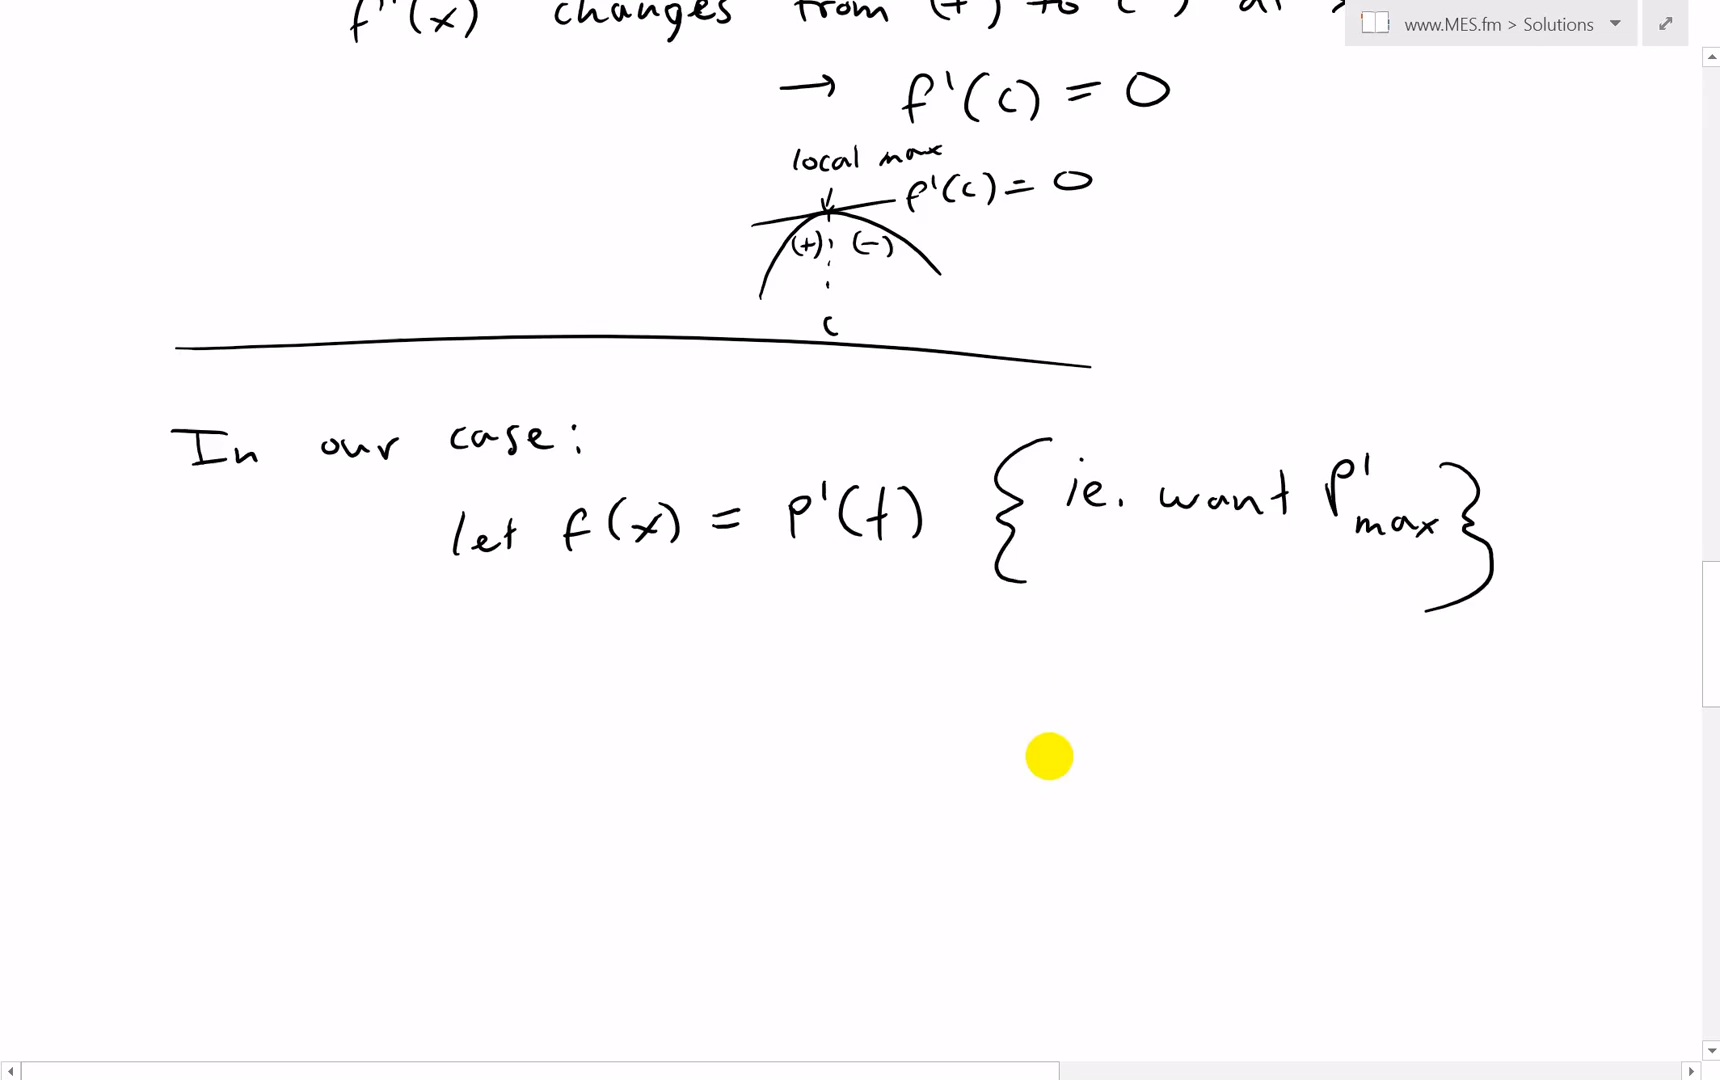 f'(x) changes from (+) to (-) at
www.MES.fm > Solutions
→ f'(c) = 0
local max
f'(c) = 0
(+) (-)
c
In our case:
let f(x) = P'(t) { ie. want P'max }